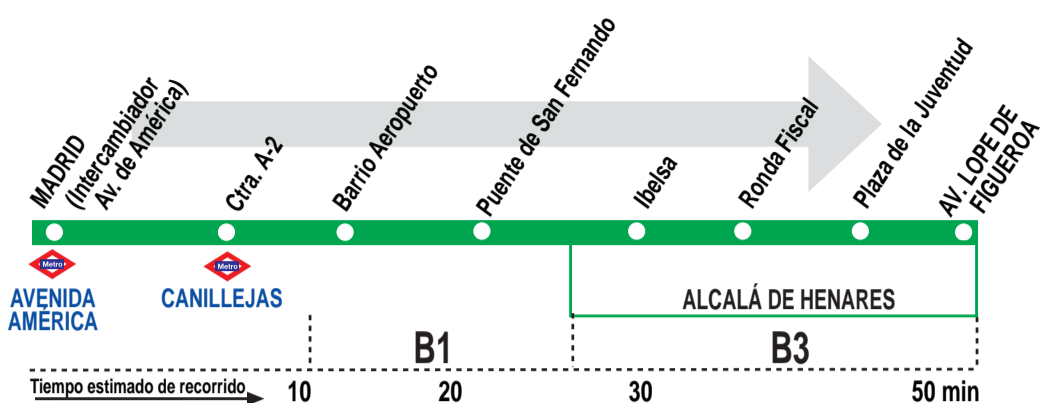 MADRID
(Intercambiador
Av. de América)
Ctra. A-2
Barrio Aeropuerto
Puente de San Fernando
Ibelsa
Ronda Fiscal
Plaza de la Juventud
AV. LOPE DE
FIGUEROA
Metro
AVENIDA
AMÉRICA
Metro
CANILLEJAS
ALCALÁ DE HENARES
B1
B3
Tiempo estimado de recorrido
10
20
30
50 min